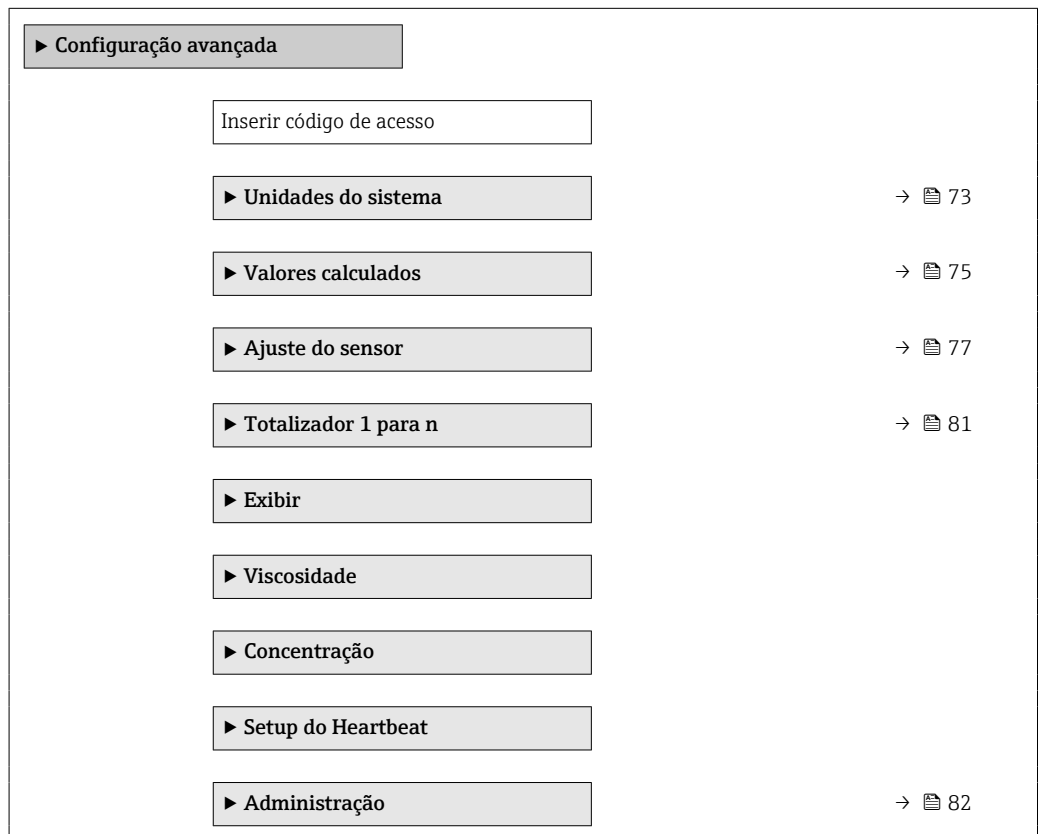 ▶ Configuração avançada
Inserir código de acesso
▶ Unidades do sistema → 73
▶ Valores calculados → 75
▶ Ajuste do sensor → 77
▶ Totalizador 1 para n → 81
▶ Exibir
▶ Viscosidade
▶ Concentração
▶ Setup do Heartbeat
▶ Administração → 82